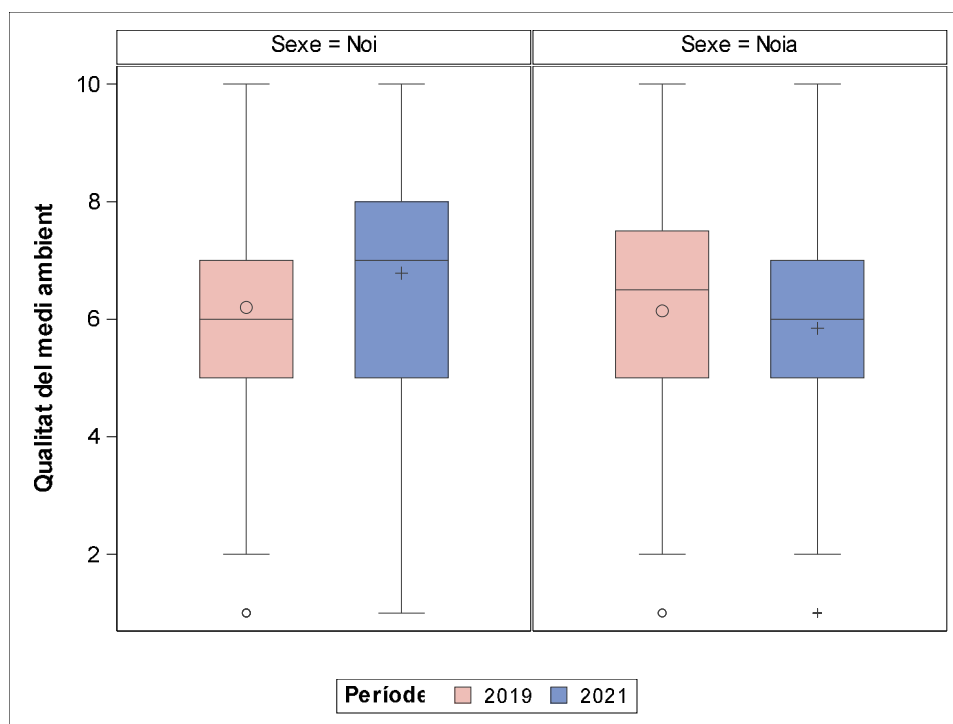 Sexe = Noi
Sexe = Noia
Qualitat del medi ambient
10
8
6
4
2
Període 2019 2021